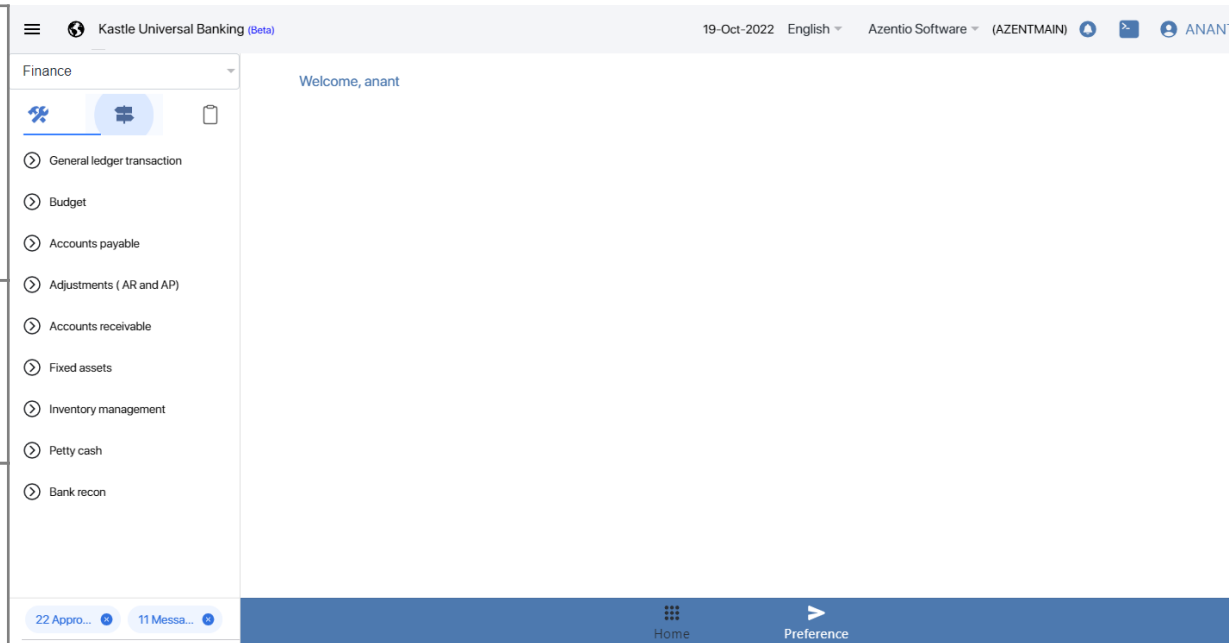 Kastle Universal Banking (Beta)
19-Oct-2022 English Azentio Software (AZENTMAIN) ANANT
Finance
Welcome, anant
General ledger transaction
Budget
Accounts payable
Adjustments ( AR and AP)
Accounts receivable
Fixed assets
Inventory management
Petty cash
Bank recon
22 Appro... 11 Messa...
Home Preference